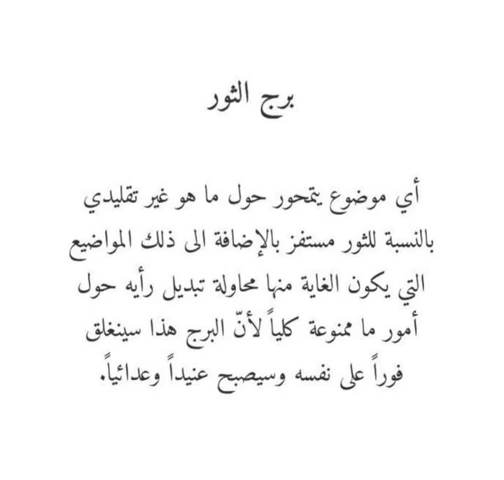 برج الثور
أي موضوع يتمحور حول ما هو غير تقليدي
بالنسبة للثور مستفز بالإضافة الى ذلك المواضيع
التي يكون الغاية منها محاولة تبديل رأيه حول
أمور ما ممنوعة كلياً لأنّ البرج هذا سينغلق
فوراً على نفسه وسيصبح عنيداً وعدائياً.